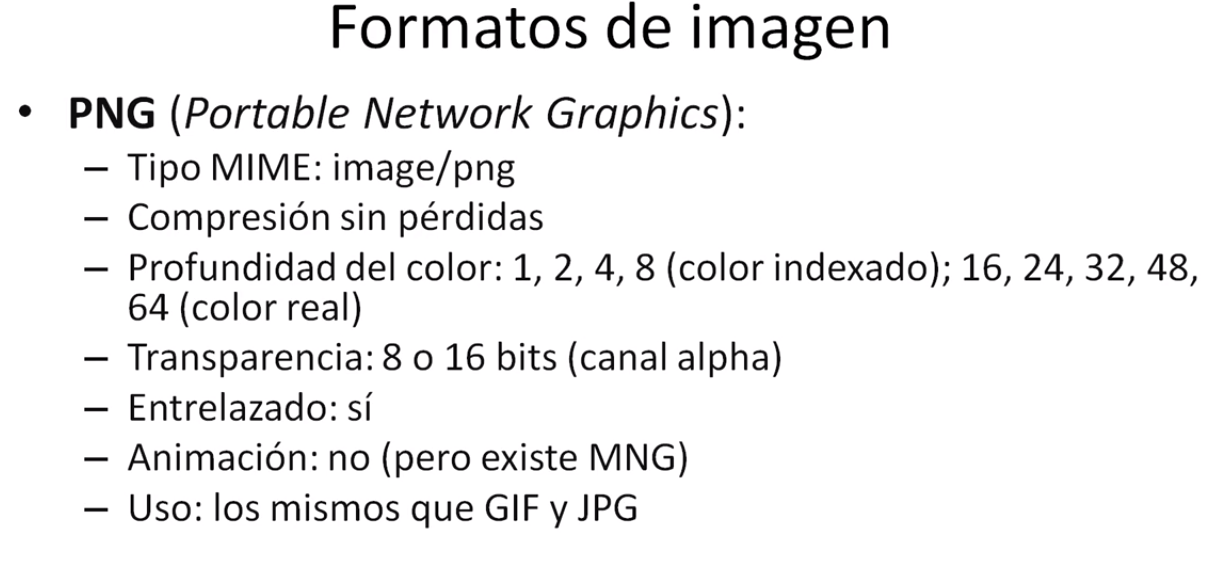 Formatos de imagen
• PNG (Portable Network Graphics):
– Tipo MIME: image/png
– Compresión sin pérdidas
– Profundidad del color: 1, 2, 4, 8 (color indexado); 16, 24, 32, 48,
64 (color real)
– Transparencia: 8 o 16 bits (canal alpha)
– Entrelazado: sí
– Animación: no (pero existe MNG)
– Uso: los mismos que GIF y JPG